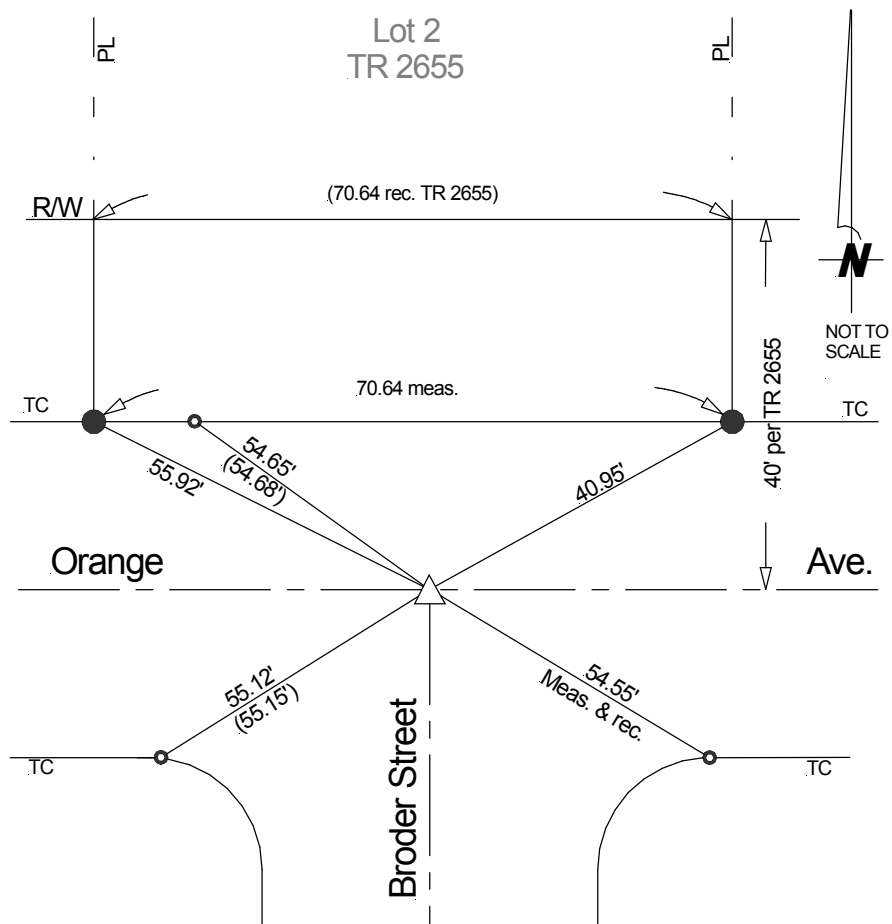 PL
Lot 2
TR 2655
PL
R/W
(70.64 rec. TR 2655)
N
NOT TO
SCALE
40' per TR 2655
TC
70.64 meas.
TC
55.92'
54.65'
(54.68')
40.95'
Orange
Ave.
55.12'
(55.15')
54.55'
Meas. & rec.
Broder Street
TC
TC